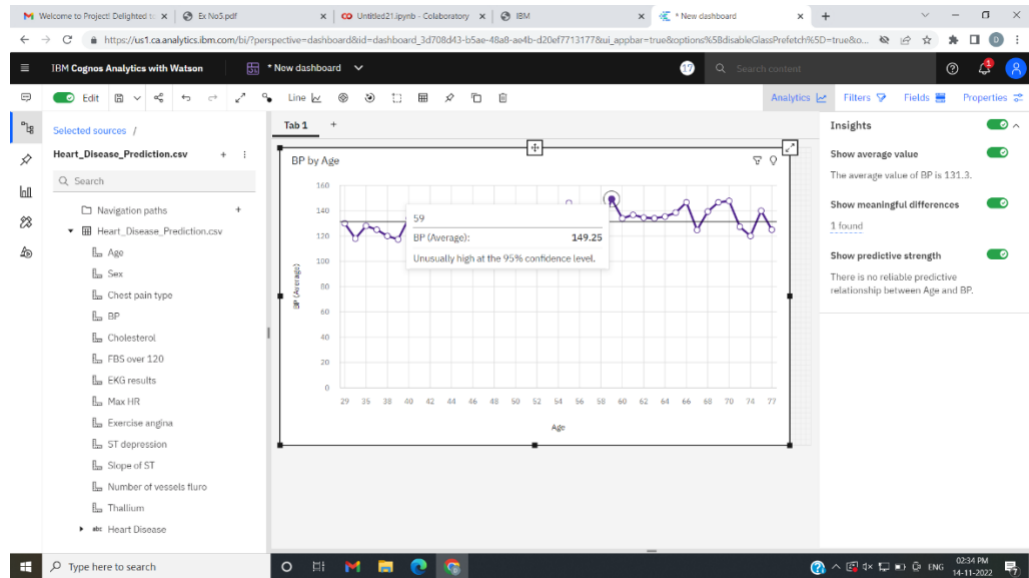 Welcome to Project! Delighted to
Ex No5.pdf
Untitled21.ipynb - Colaboratory
IBM
* New dashboard
https://us1.ca.analytics.ibm.com/bi/?perspective=dashboard&id=dashboard_3d708d43-b5ae-48a8-ae4b-d20ef7713177&ui_appbar=true&options%5BdisableGlassPrefetch%5D=true&o...
IBM Cognos Analytics with Watson
* New dashboard
17
Search content
Edit
Line
Analytics
Filters
Fields
Properties
Selected sources /
Heart_Disease_Prediction.csv
Search
Navigation paths
Heart_Disease_Prediction.csv
Age
Sex
Chest pain type
BP
Cholesterol
FBS over 120
EKG results
Max HR
Exercise angina
ST depression
Slope of ST
Number of vessels fluro
Thallium
abc Heart Disease
Tab 1
BP by Age
BP (Average)
160
140
120
100
80
60
40
20
0
59
BP (Average): 149.25
Unusually high at the 95% confidence level.
29 35 38 40 42 44 46 48 50 52 54 56 58 60 62 64 66 68 70 74 77
Age
Insights
Show average value
The average value of BP is 131.3.
Show meaningful differences
1 found
Show predictive strength
There is no reliable predictive
relationship between Age and BP.
Type here to search
ENG
02:34 PM
14-11-2022